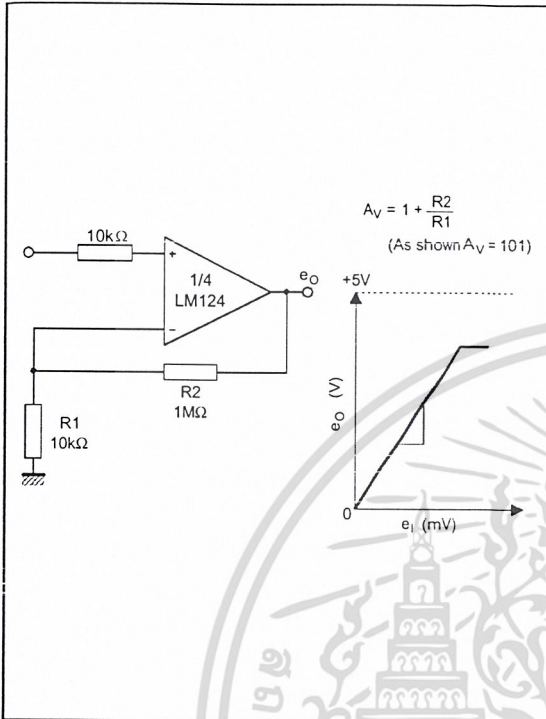 A_V = 1 + R2/R1
(As shown A_V = 101)
10kΩ
+
1/4
LM124
−
e_O
R2
1MΩ
R1
10kΩ
+5V
e_O (V)
0
e_I (mV)